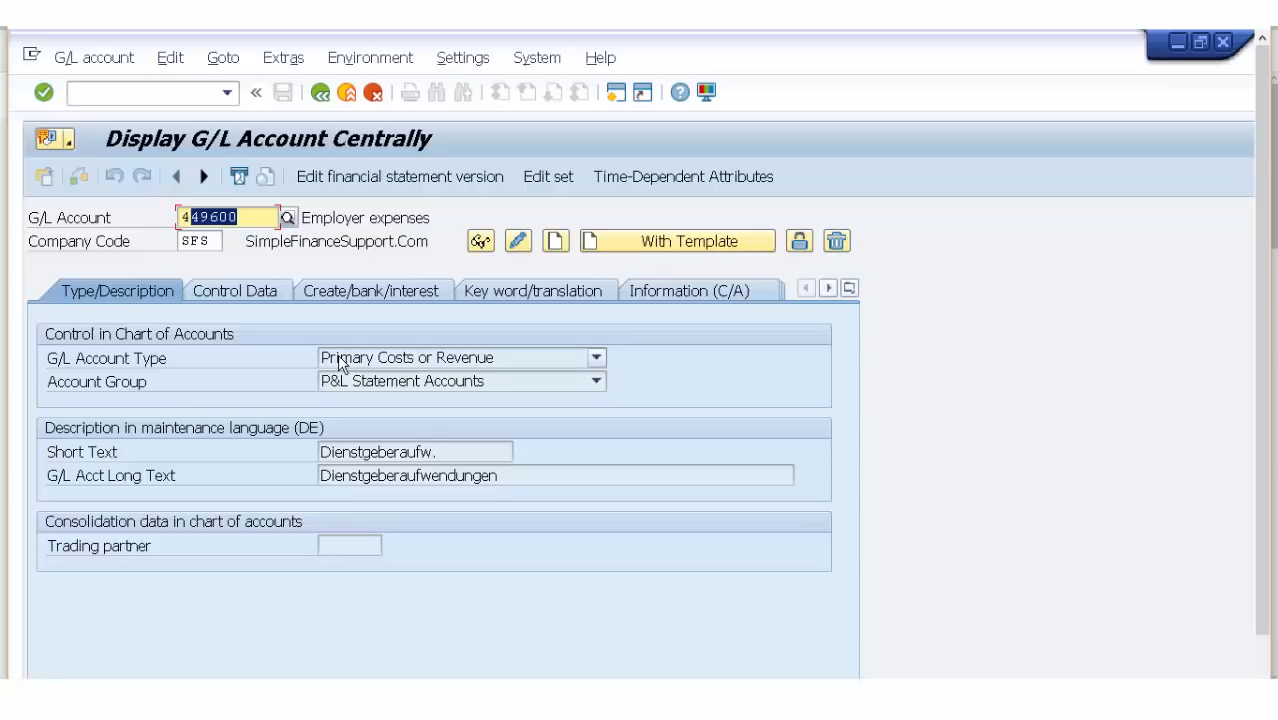 G/L account Edit Goto Extras Environment Settings System Help
Display G/L Account Centrally
Edit financial statement version Edit set Time-Dependent Attributes
G/L Account 449600 Employer expenses
Company Code SFS SimpleFinanceSupport.Com With Template
Type/Description Control Data Create/bank/interest Key word/translation Information (C/A)
Control in Chart of Accounts
G/L Account Type Primary Costs or Revenue
Account Group P&L Statement Accounts
Description in maintenance language (DE)
Short Text Dienstgeberaufw.
G/L Acct Long Text Dienstgeberaufwendungen
Consolidation data in chart of accounts
Trading partner